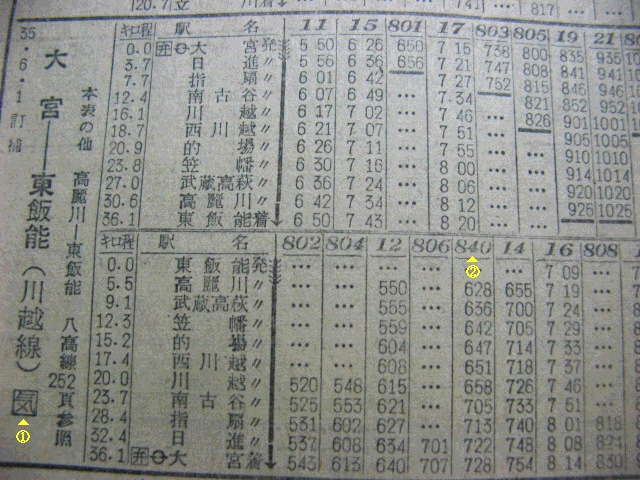 120.7 立 川着 741 817
35.6.1訂補
大宮――東飯能(川越線)
本表の他 高麗川―東飯能 八高線252頁参照
気
①
キロ程 駅 名 11 15 801 17 803 805 19 21
0.0 弁 大 宮発 5 50 6 26 650 7 15 738 800 835 935
3.7 日 進〃 5 56 6 36 656 7 21 747 808 841 941
7.7 指 扇〃 6 01 6 42 … 7 27 752 815 846 946
12.4 南 古 谷〃 6 07 6 49 … 7 34 … 821 852 952
16.1 川 越〃 6 17 7 02 … 7 45 … 826 901 1001
18.7 西 川 越〃 6 21 7 07 … 7 51 … … 905 1005
20.9 的 場〃 6 26 7 11 … 7 55 … … 910 1010
23.8 笠 幡〃 6 30 7 16 … 8 00 … … 914 1014
27.0 武 蔵 高 萩〃 6 36 7 24 … 8 06 … … 920 1020
30.6 高 麗 川〃 6 42 7 34 … 8 12 … … 926 1025
36.1 東 飯 能着 6 50 7 43 … 8 20 … …
キロ程 駅 名 802 804 12 806 840 14 16 808
②
0.0 東 飯 能発 … … … … … … 7 09 …
5.5 高 麗 川〃 … … 550 … 628 655 7 19 …
9.1 武 蔵 高 萩〃 … … 555 … 636 700 7 24 …
12.3 笠 幡〃 … … 559 … 642 705 7 29 …
15.2 的 場〃 … … 604 … 647 714 7 33 …
17.4 西 川 越〃 … … 608 … 651 718 7 37 …
20.0 川 越〃 520 548 615 … 658 726 7 46 …
23.7 南 古 谷〃 525 553 621 … 705 733 7 51 …
28.4 指 扇〃 531 602 627 … 713 740 8 01 818
32.4 日 進〃 537 608 634 701 722 748 8 08 824
36.1 弁 大 宮着 543 613 640 707 728 754 8 14 830